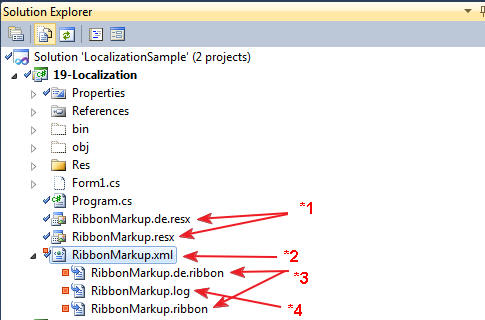 Solution Explorer
Solution 'LocalizationSample' (2 projects)
19-Localization
Properties
References
bin
obj
Res
Form1.cs
Program.cs
RibbonMarkup.de.resx
*1
RibbonMarkup.resx
RibbonMarkup.xml
*2
RibbonMarkup.de.ribbon
*3
RibbonMarkup.log
RibbonMarkup.ribbon
*4